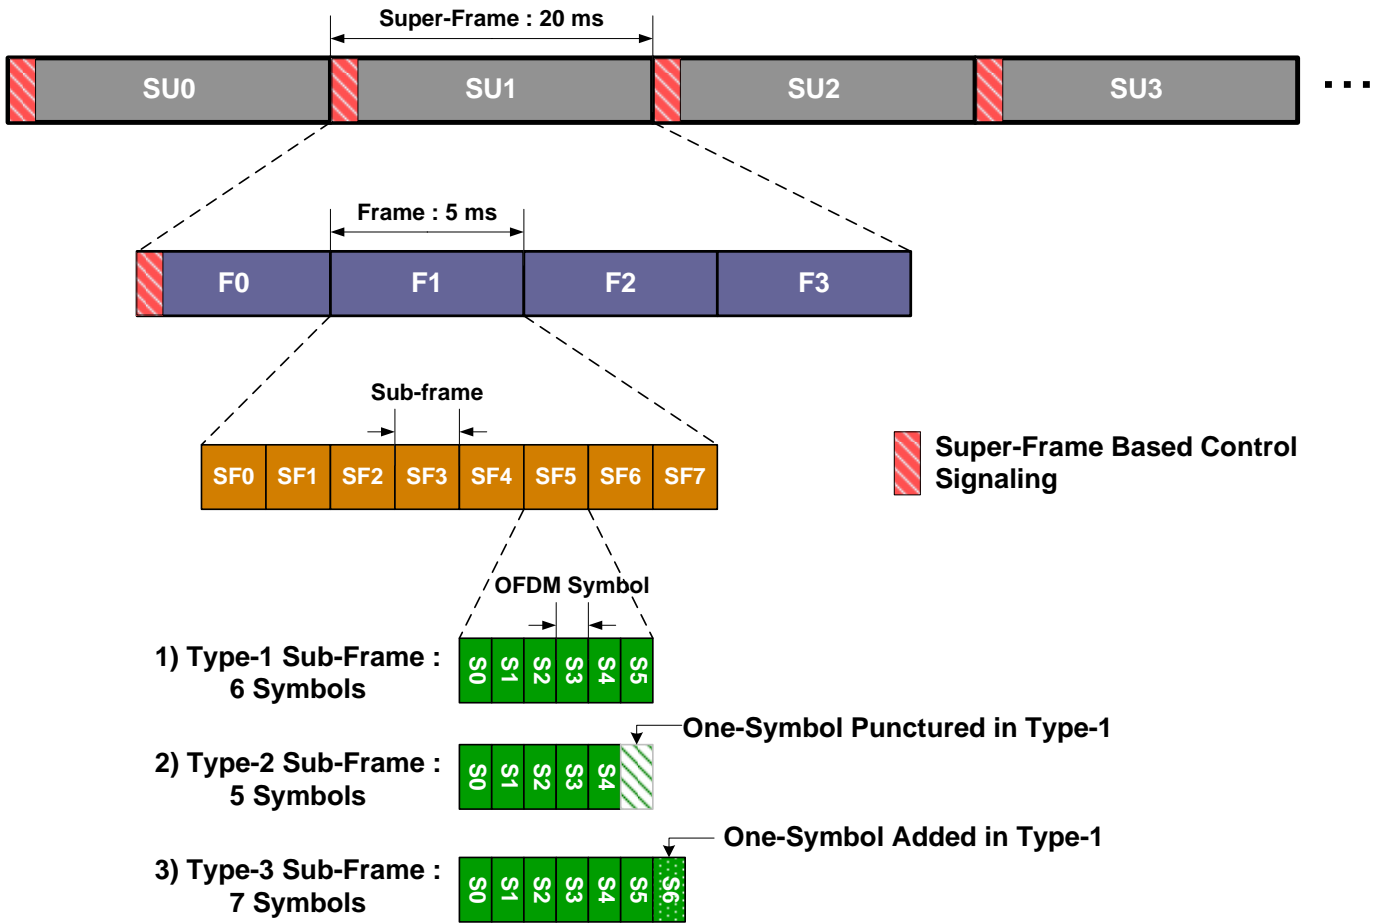 Super-Frame : 20 ms
SU0 SU1 SU2 SU3 ...
Frame : 5 ms
F0 F1 F2 F3
Sub-frame
SF0 SF1 SF2 SF3 SF4 SF5 SF6 SF7
Super-Frame Based Control
Signaling
OFDM Symbol
1) Type-1 Sub-Frame :
6 Symbols
S0 S1 S2 S3 S4 S5
One-Symbol Punctured in Type-1
2) Type-2 Sub-Frame :
5 Symbols
S0 S1 S2 S3 S4
One-Symbol Added in Type-1
3) Type-3 Sub-Frame :
7 Symbols
S0 S1 S2 S3 S4 S5 S6